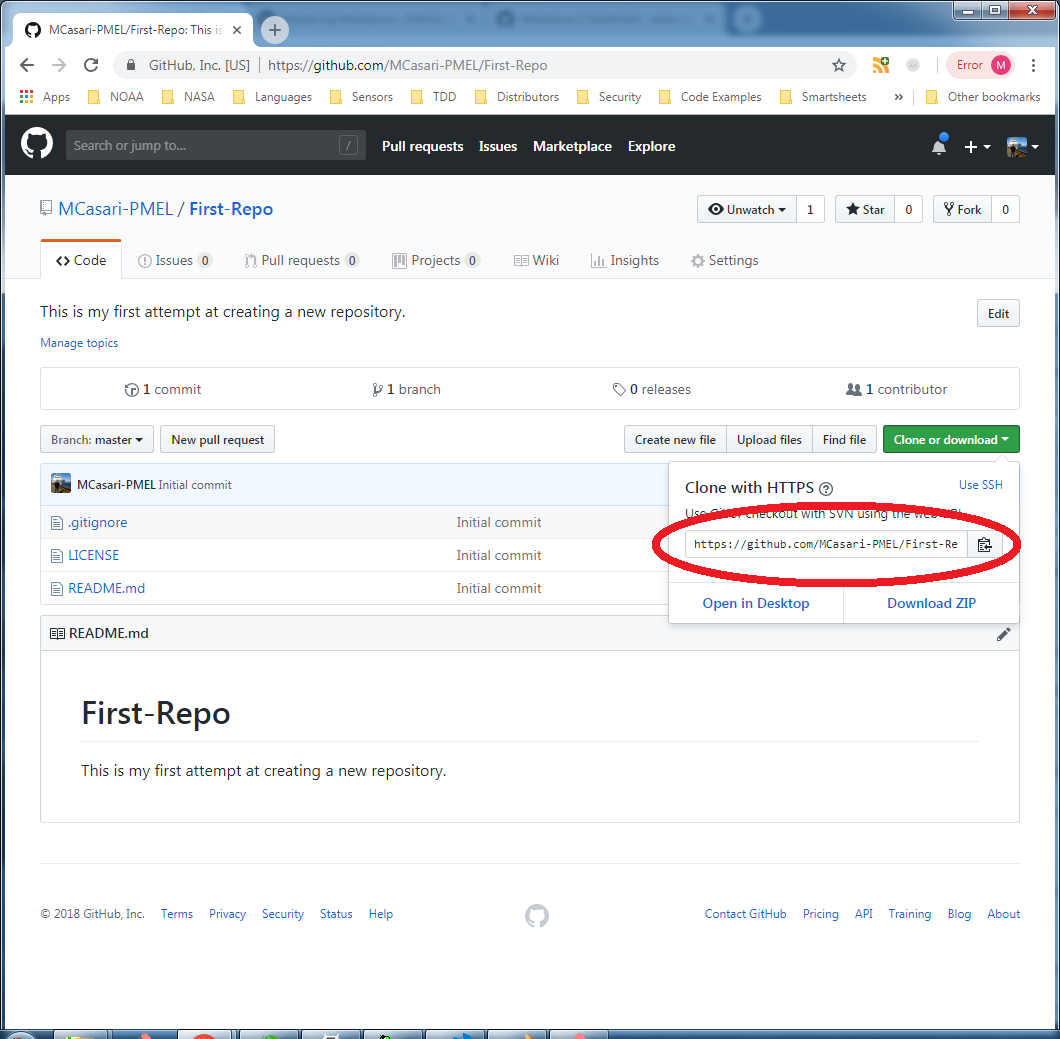 MCasari-PMEL/First-Repo: This is
GitHub, Inc. [US] | https://github.com/MCasari-PMEL/First-Repo
Error M
Apps NOAA NASA Languages Sensors TDD Distributors Security Code Examples Smartsheets » Other bookmarks
Search or jump to... / Pull requests Issues Marketplace Explore
MCasari-PMEL / First-Repo
Unwatch 1 Star 0 Fork 0
Code Issues 0 Pull requests 0 Projects 0 Wiki Insights Settings
This is my first attempt at creating a new repository.
Edit
Manage topics
1 commit 1 branch 0 releases 1 contributor
Branch: master New pull request Create new file Upload files Find file Clone or download
MCasari-PMEL Initial commit
.gitignore Initial commit
LICENSE Initial commit
README.md Initial commit
Clone with HTTPS Use SSH
Use Git or checkout with SVN using the web URL.
https://github.com/MCasari-PMEL/First-Re
Open in Desktop Download ZIP
README.md
First-Repo
This is my first attempt at creating a new repository.
© 2018 GitHub, Inc. Terms Privacy Security Status Help Contact GitHub Pricing API Training Blog About